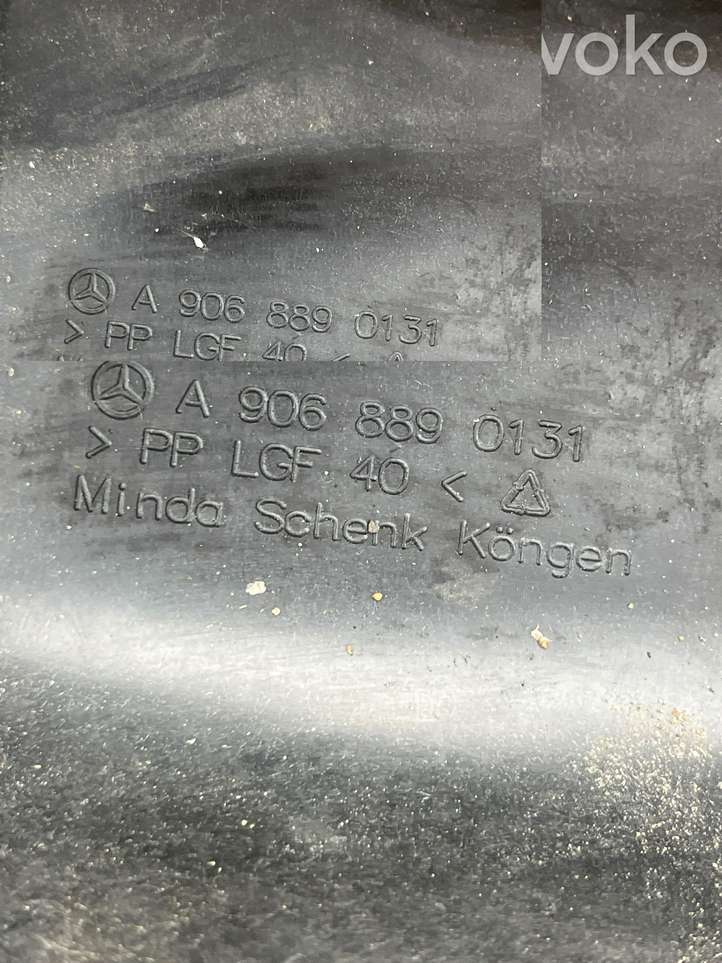 voko
A 906 889 0131
> PP LGF 40 <
A 906 889 0131
> PP LGF 40 <
Minda Schenk Köngen